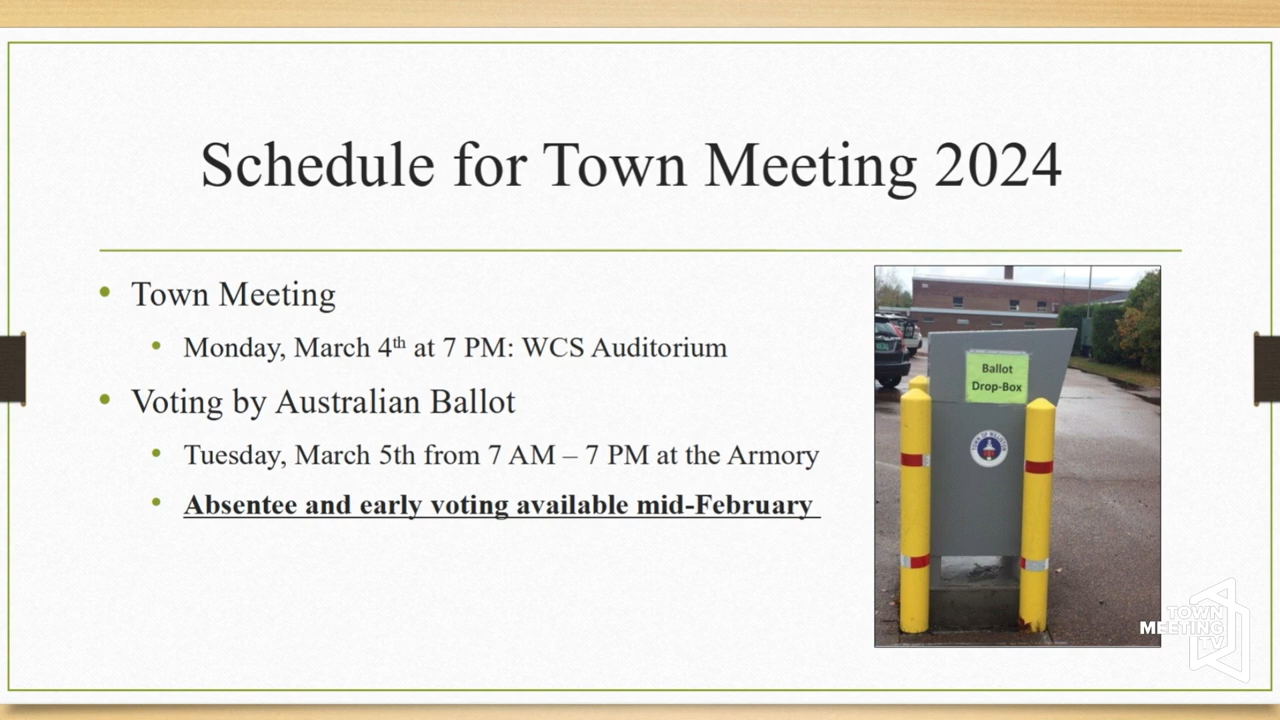 Schedule for Town Meeting 2024
Town Meeting
Monday, March 4th at 7 PM: WCS Auditorium
Voting by Australian Ballot
Tuesday, March 5th from 7 AM – 7 PM at the Armory
Absentee and early voting available mid-February
Ballot
Drop-Box
TOWN
MEETING
TV